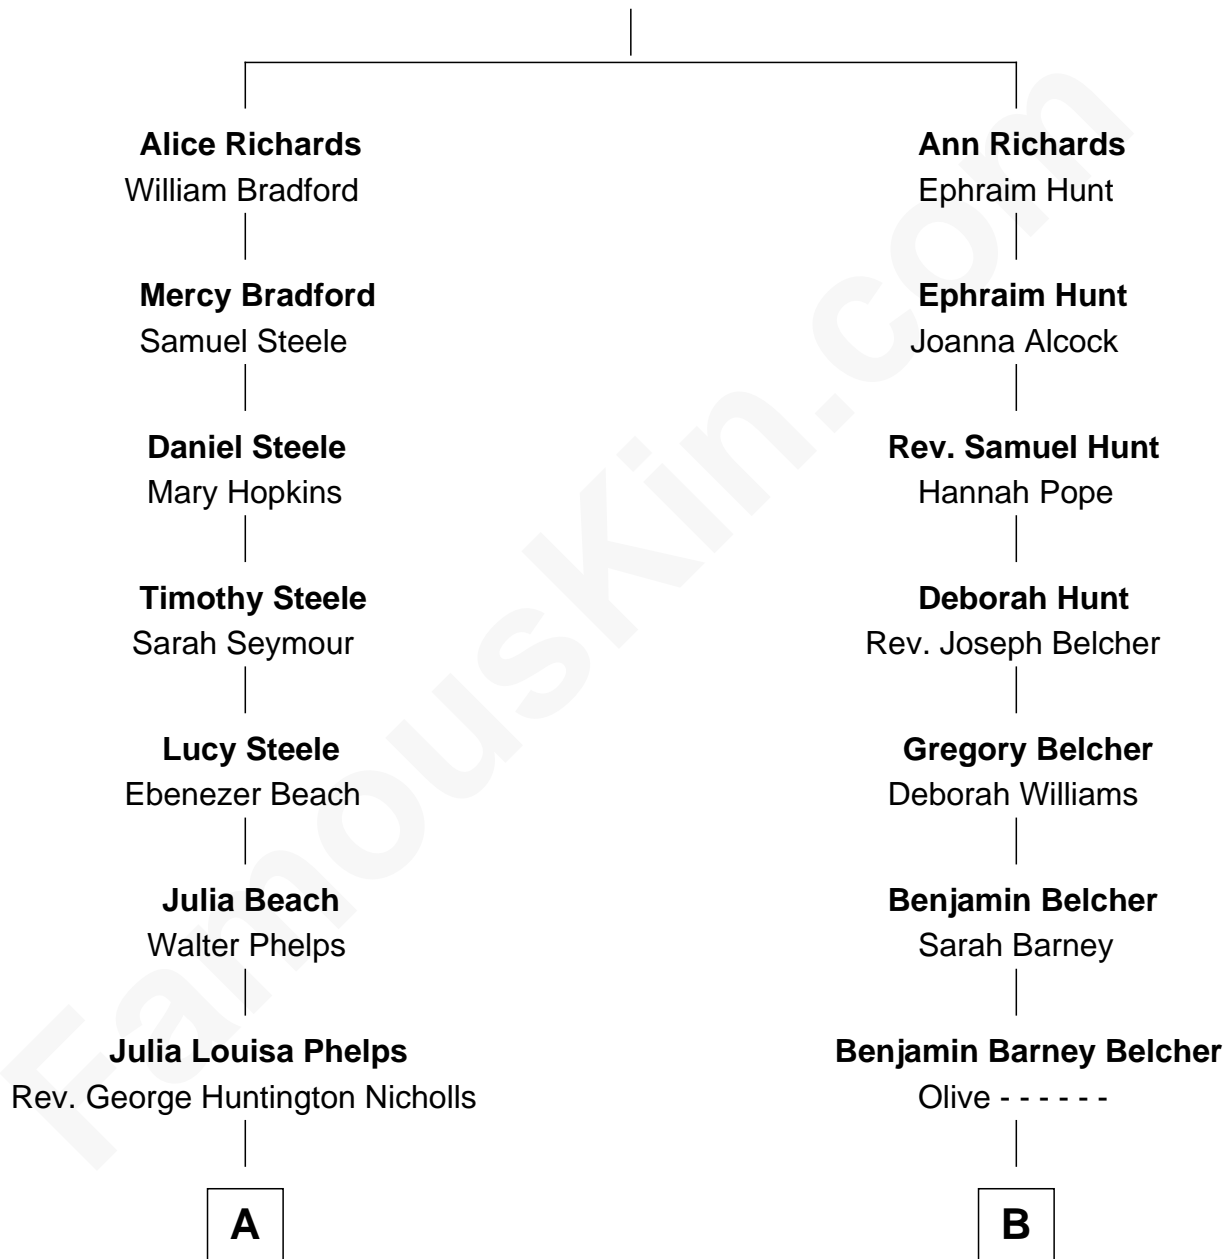 Alice Richards
William Bradford
Mercy Bradford
Samuel Steele
Daniel Steele
Mary Hopkins
Timothy Steele
Sarah Seymour
Lucy Steele
Ebenezer Beach
Julia Beach
Walter Phelps
Julia Louisa Phelps
Rev. George Huntington Nicholls
A
Ann Richards
Ephraim Hunt
Ephraim Hunt
Joanna Alcock
Rev. Samuel Hunt
Hannah Pope
Deborah Hunt
Rev. Joseph Belcher
Gregory Belcher
Deborah Williams
Benjamin Belcher
Sarah Barney
Benjamin Barney Belcher
Olive - - - - - -
B
FamousKin.com